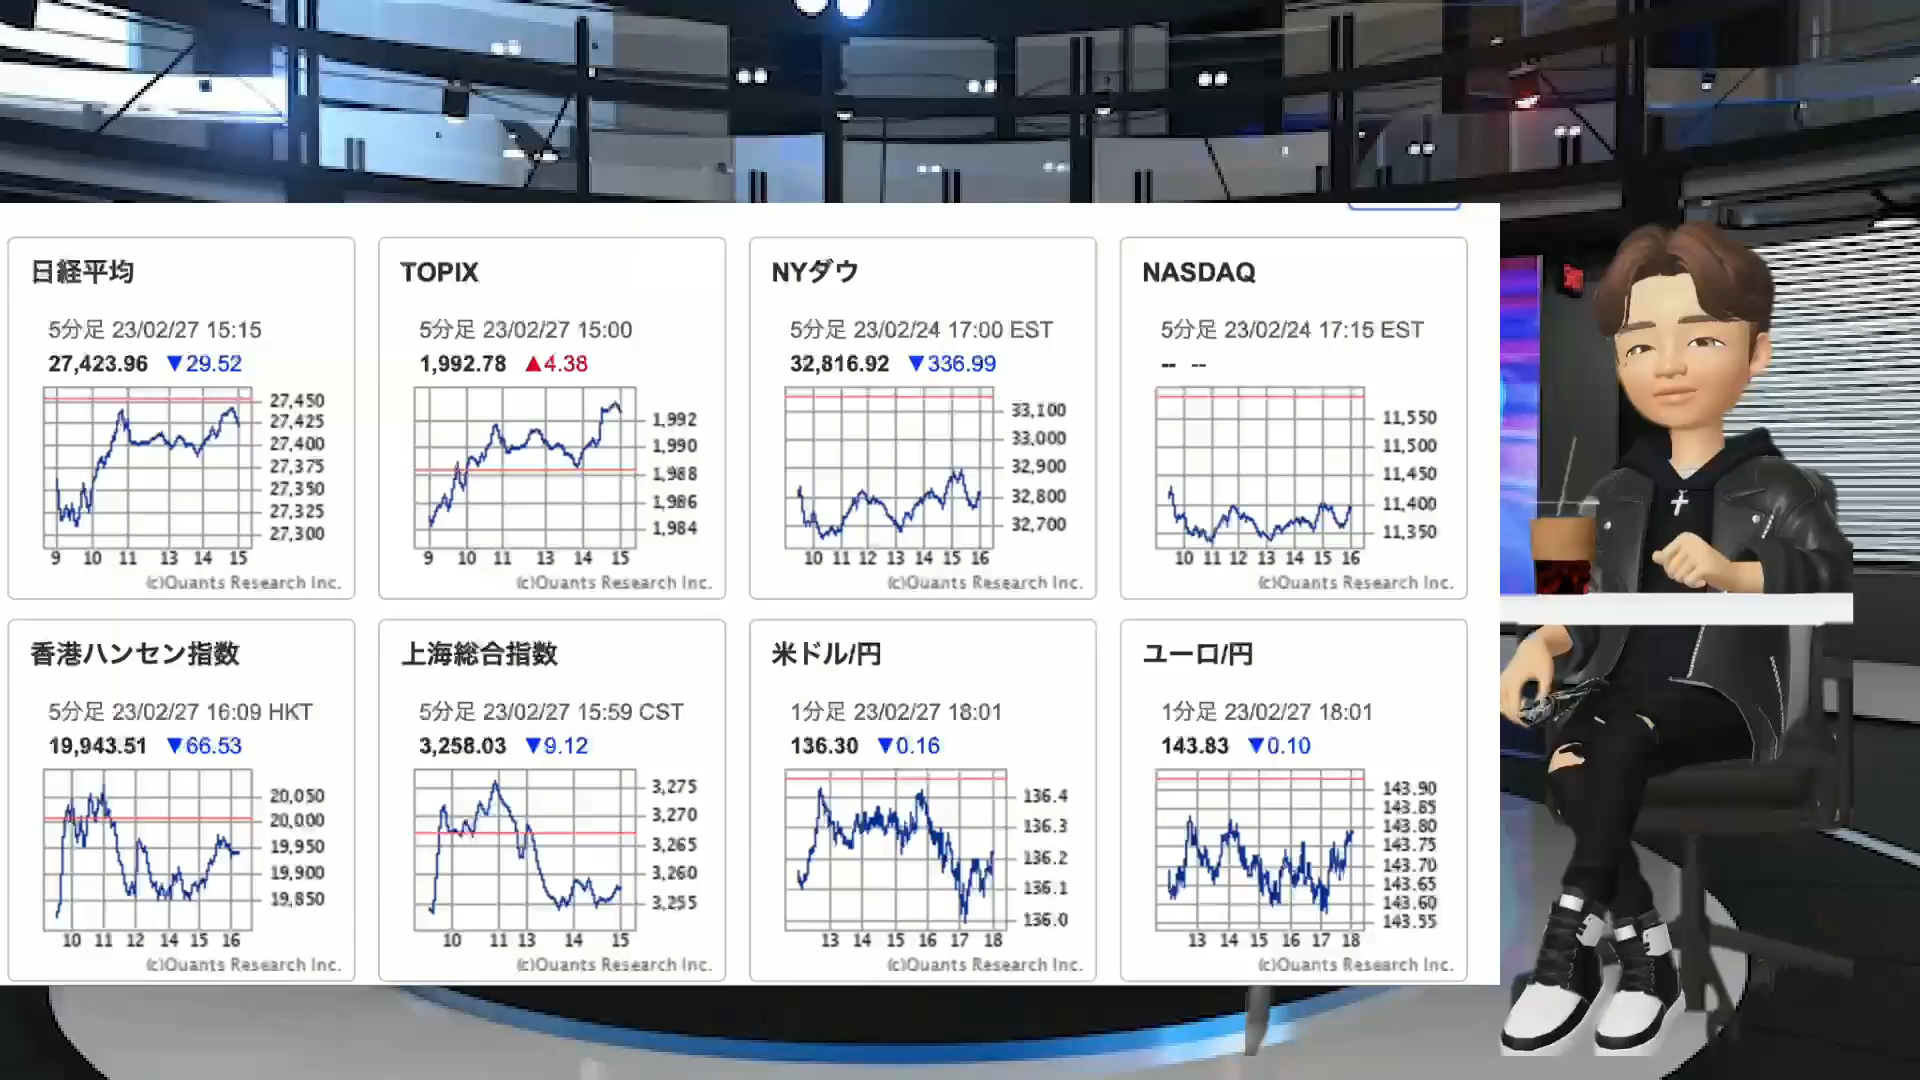 日経平均
5分足 23/02/27 15:15
27,423.96 ▼29.52
27,450
27,425
27,400
27,375
27,350
27,325
27,300
9 10 11 13 14 15
(c)Quants Research Inc.
TOPIX
5分足 23/02/27 15:00
1,992.78 ▲4.38
1,992
1,990
1,988
1,986
1,984
9 10 11 13 14 15
(c)Quants Research Inc.
NYダウ
5分足 23/02/24 17:00 EST
32,816.92 ▼336.99
33,100
33,000
32,900
32,800
32,700
10 11 12 13 14 15 16
(c)Quants Research Inc.
NASDAQ
5分足 23/02/24 17:15 EST
-- --
11,550
11,500
11,450
11,400
11,350
10 11 12 13 14 15 16
(c)Quants Research Inc.
香港ハンセン指数
5分足 23/02/27 16:09 HKT
19,943.51 ▼66.53
20,050
20,000
19,950
19,900
19,850
10 11 12 14 15 16
(c)Quants Research Inc.
上海総合指数
5分足 23/02/27 15:59 CST
3,258.03 ▼9.12
3,275
3,270
3,265
3,260
3,255
10 11 13 14 15
(c)Quants Research Inc.
米ドル/円
1分足 23/02/27 18:01
136.30 ▼0.16
136.4
136.3
136.2
136.1
136.0
13 14 15 16 17 18
(c)Quants Research Inc.
ユーロ/円
1分足 23/02/27 18:01
143.83 ▼0.10
143.90
143.85
143.80
143.75
143.70
143.65
143.60
143.55
13 14 15 16 17 18
(c)Quants Research Inc.